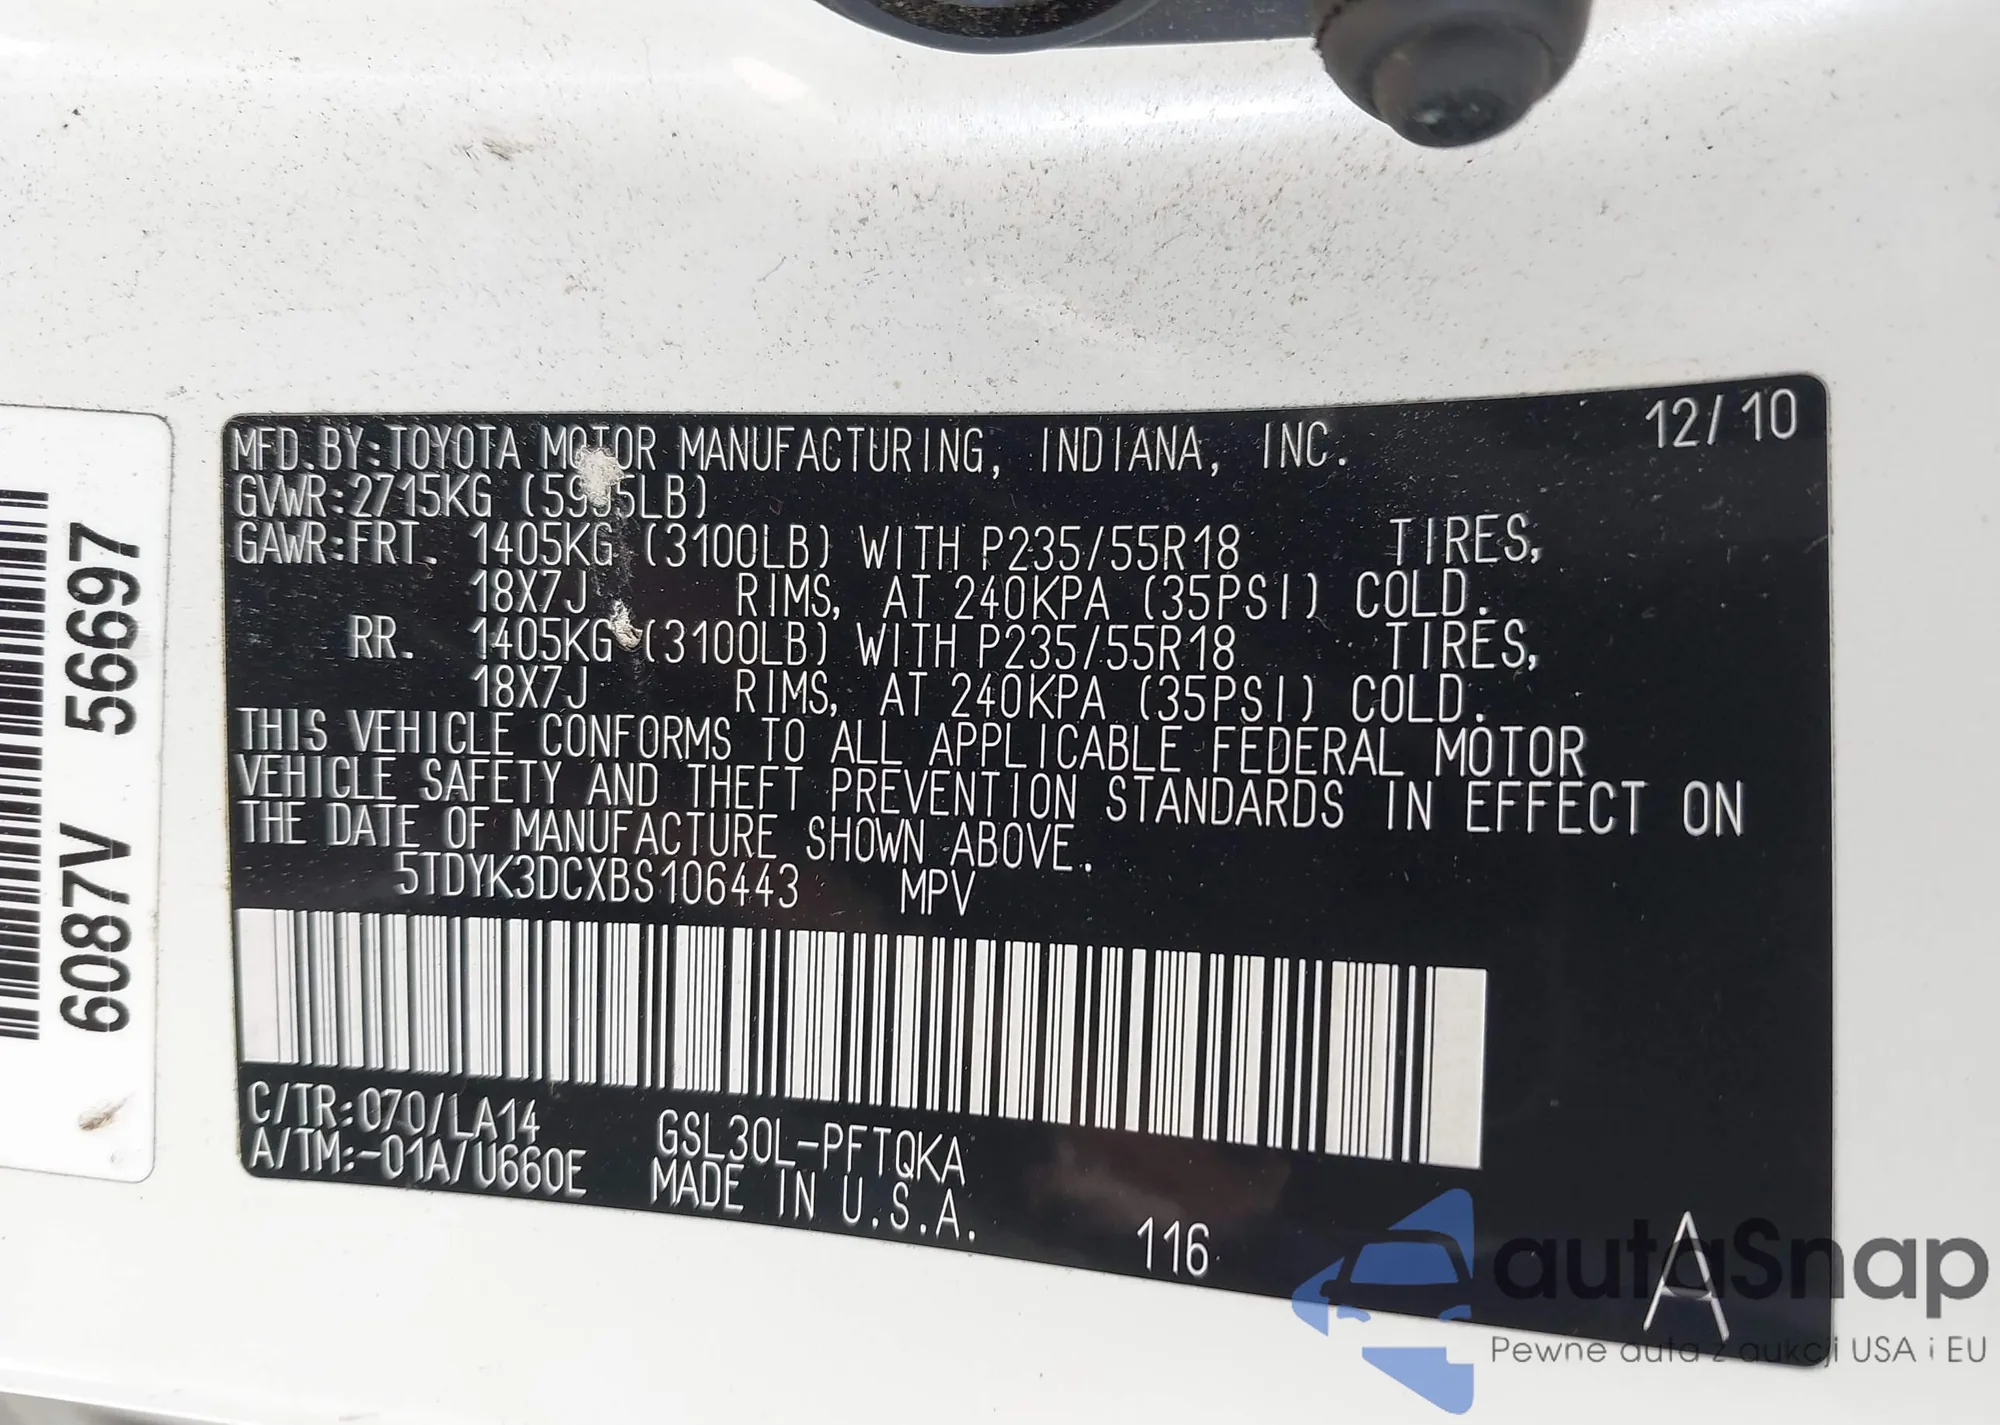 12/10
MFD. BY: TOYOTA MOTOR MANUFACTURING, INDIANA, INC.
GVWR: 2715KG (5985LB)
GAWR: FRT. 1405KG (3100LB) WITH P235/55R18 TIRES,
18X7J RIMS, AT 240KPA (35PSI) COLD.
RR. 1405KG (3100LB) WITH P235/55R18 TIRES,
18X7J RIMS, AT 240KPA (35PSI) COLD.
THIS VEHICLE CONFORMS TO ALL APPLICABLE FEDERAL MOTOR
VEHICLE SAFETY AND THEFT PREVENTION STANDARDS IN EFFECT ON
THE DATE OF MANUFACTURE SHOWN ABOVE.
5TDYK3DCXBS106443 MPV
C/TR: 070/LA14 GSL30L-PFTQKA
A/TM: -01A/U660E MADE IN U.S.A.
116
A
6087V 56697
autaSnap
Pewne auta z aukcji USA i EU